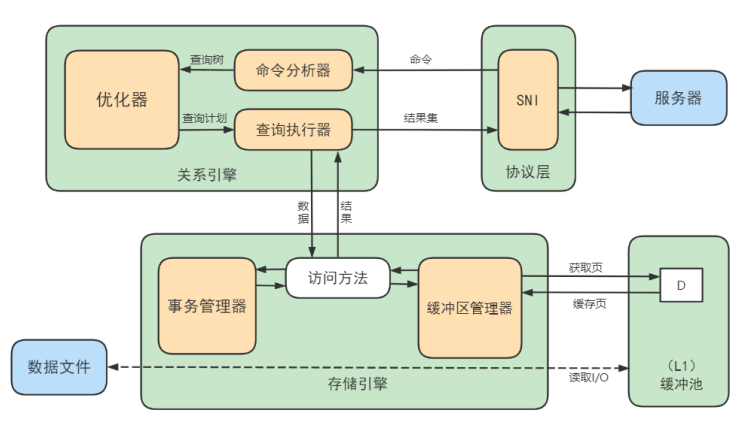 查询树
命令
优化器
命令分析器
SNI
服务器
查询计划
查询执行器
结果集
关系引擎
协议层
数
据
结
果
事务管理器
访问方法
缓冲区管理器
获取页
D
缓存页
数据文件
存储引擎
读取I/O
（L1）
缓冲池